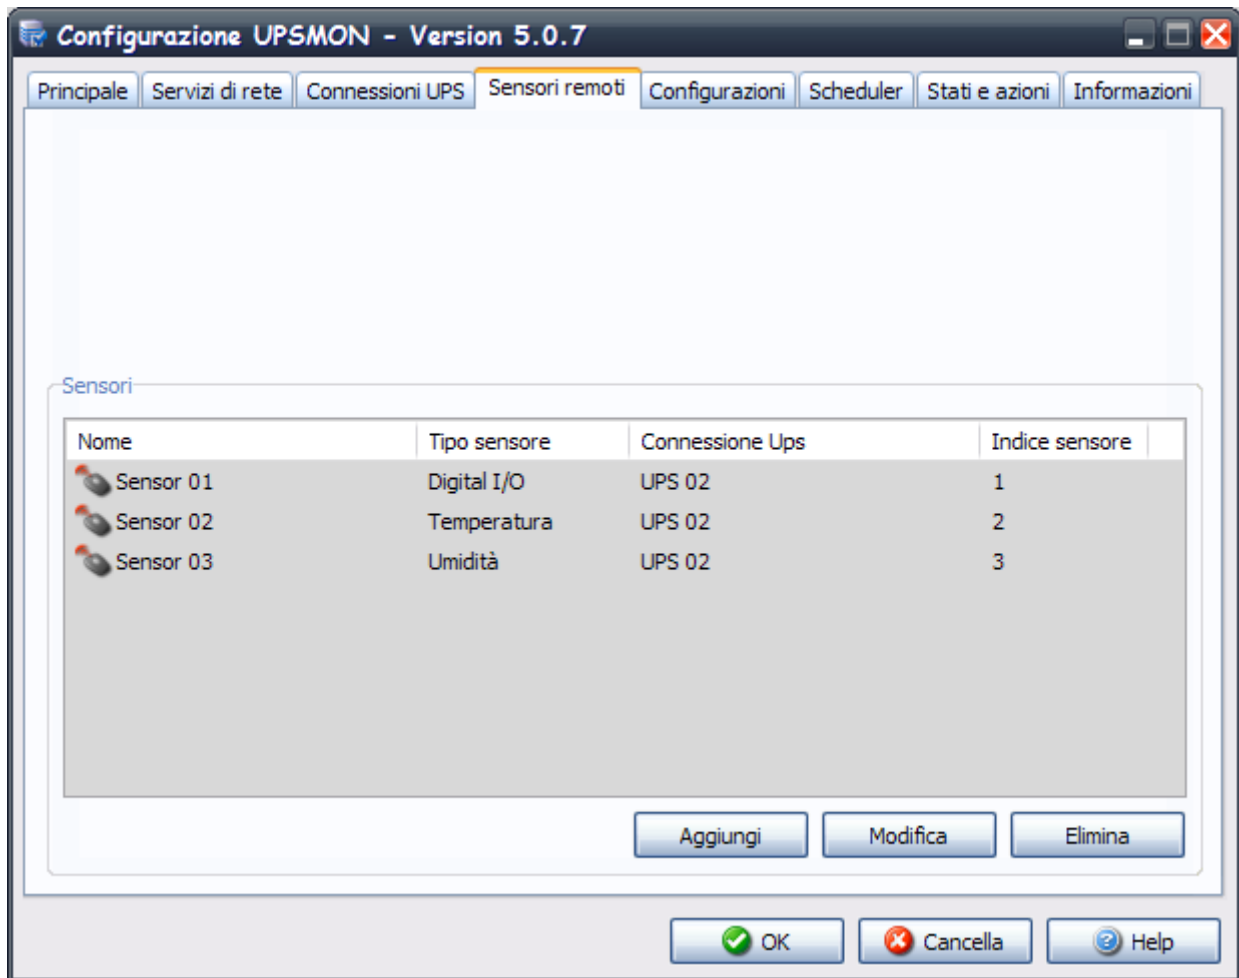 Configurazione UPSMON - Version 5.0.7
Principale Servizi di rete Connessioni UPS Sensori remoti Configurazioni Scheduler Stati e azioni Informazioni
Sensori
Nome Tipo sensore Connessione Ups Indice sensore
Sensor 01 Digital I/O UPS 02 1
Sensor 02 Temperatura UPS 02 2
Sensor 03 Umidità UPS 02 3
Aggiungi Modifica Elimina
OK Cancella Help